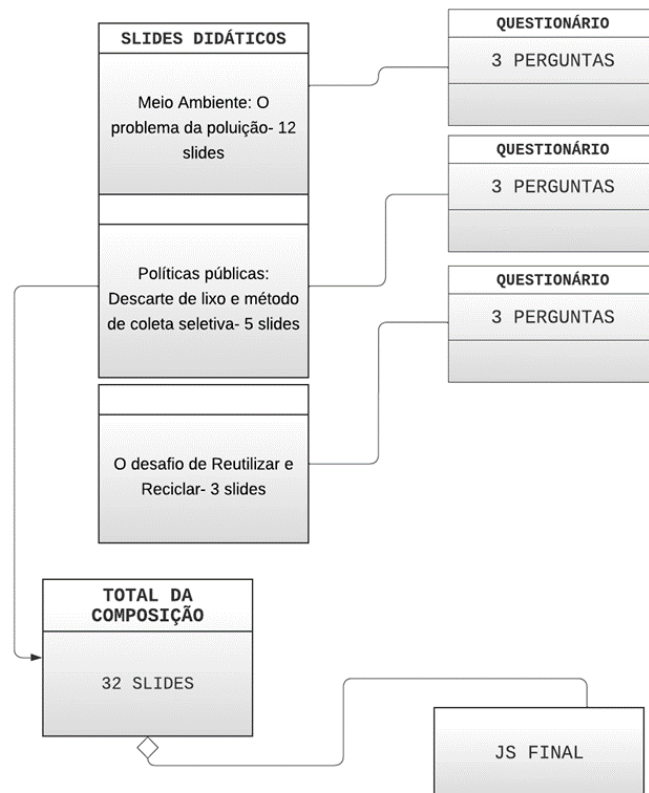 SLIDES DIDÁTICOS
Meio Ambiente: O
problema da poluição- 12
slides
QUESTIONÁRIO
3 PERGUNTAS
Políticas públicas:
Descarte de lixo e método
de coleta seletiva- 5 slides
QUESTIONÁRIO
3 PERGUNTAS
O desafio de Reutilizar e
Reciclar- 3 slides
QUESTIONÁRIO
3 PERGUNTAS
TOTAL DA
COMPOSIÇÃO
32 SLIDES
JS FINAL